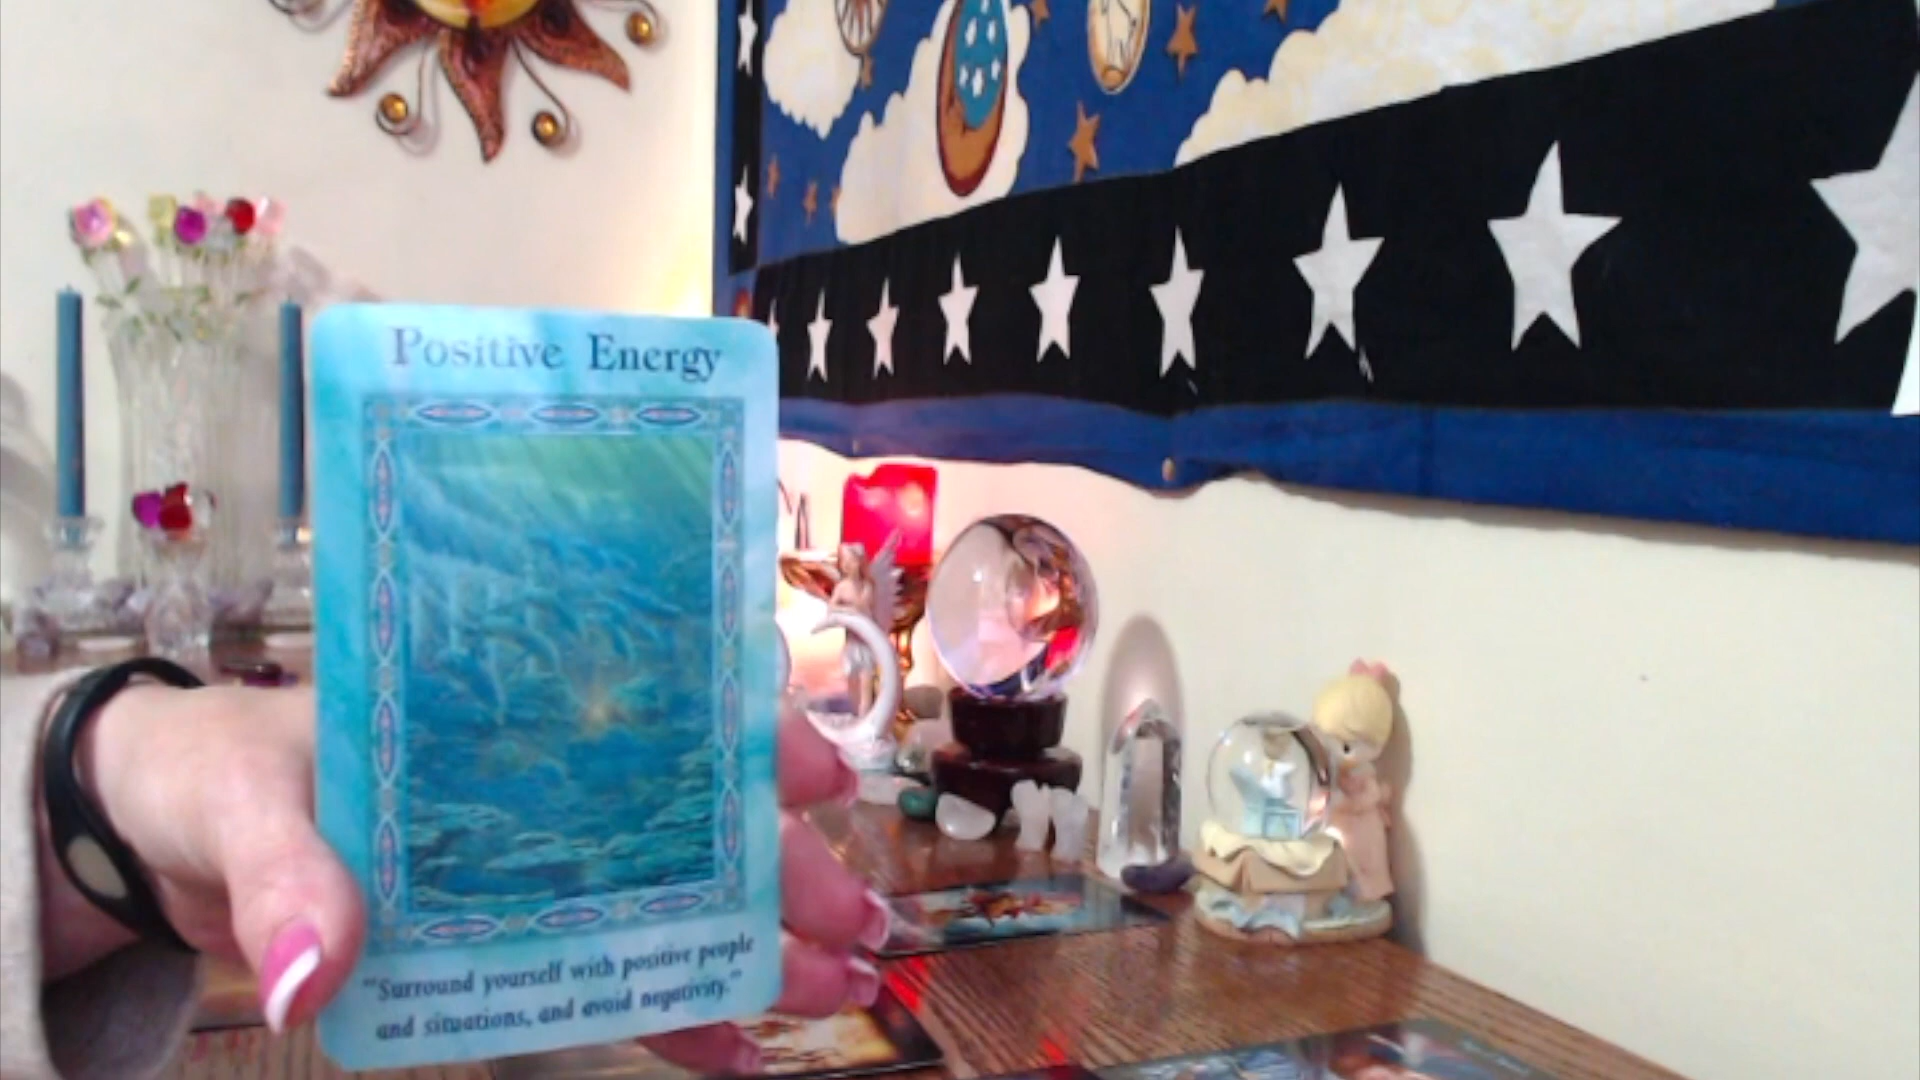 Positive Energy
"Surround yourself with positive people
and situations, and avoid negativity."